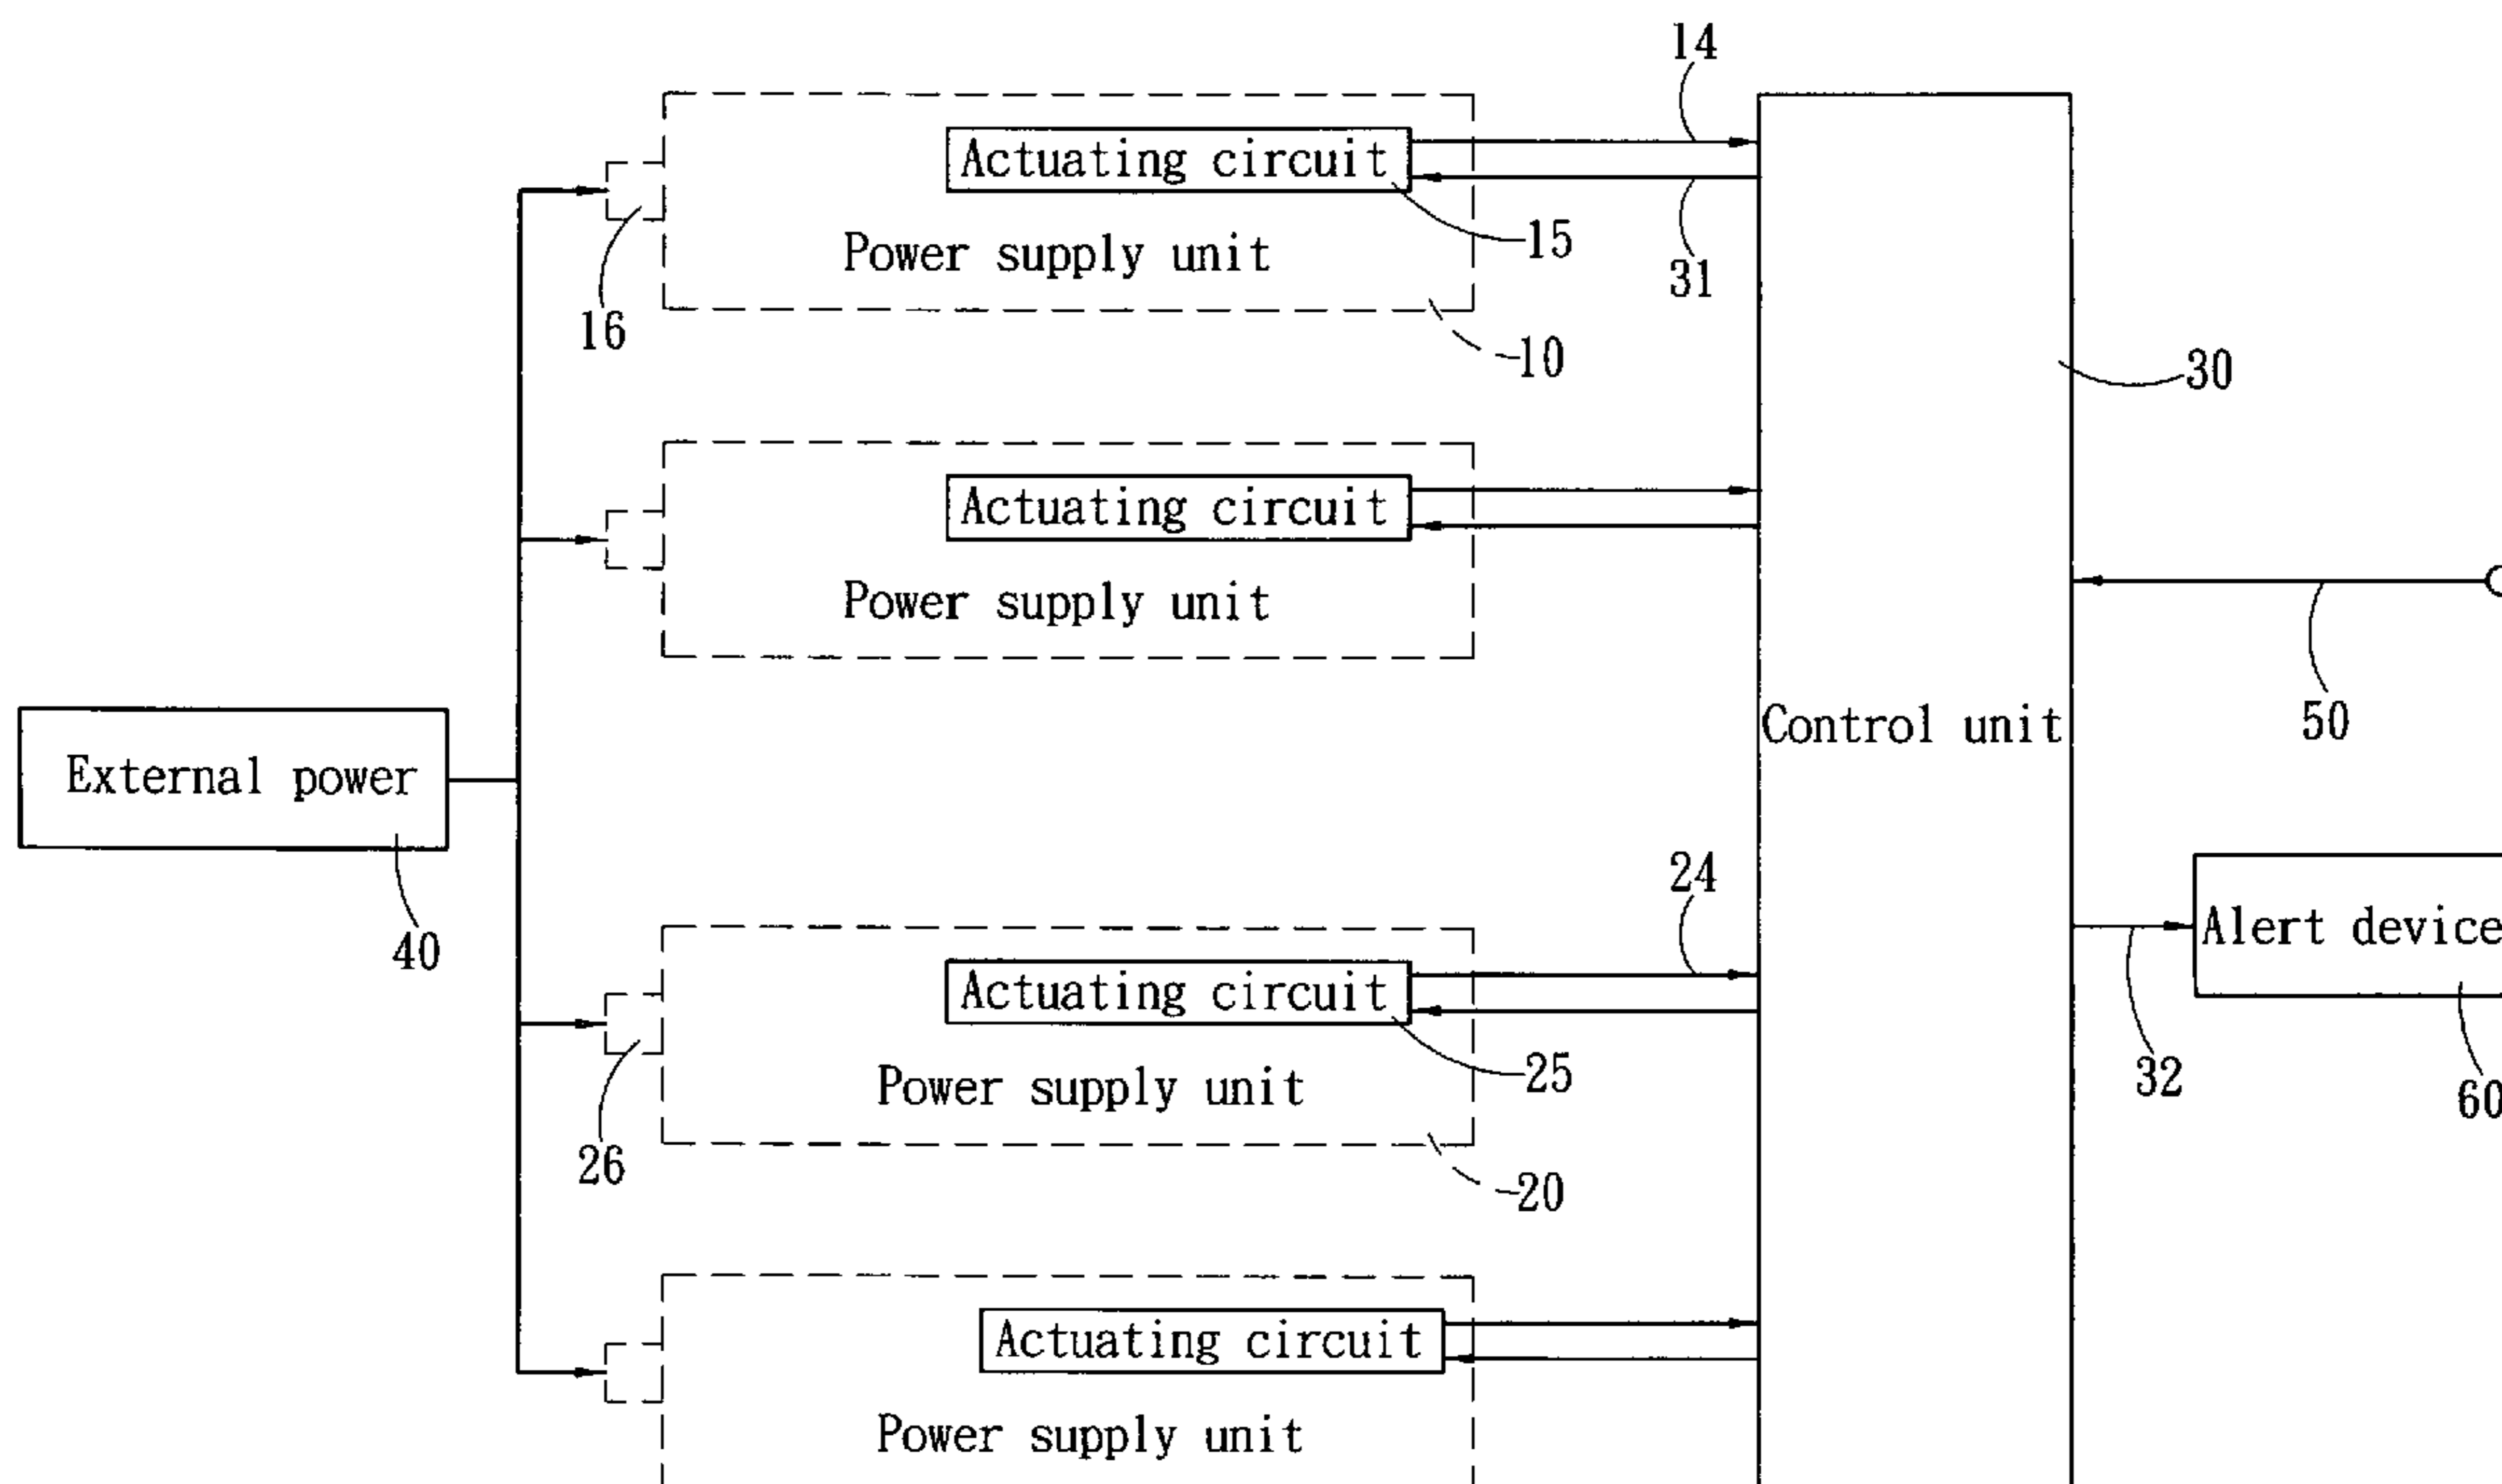 14
Actuating circuit
15
Power supply unit
31
16
10
30
Actuating circuit
Power supply unit
50
Control unit
External power
40
24
Alert device
Actuating circuit
25
Power supply unit
32
60
26
20
Actuating circuit
Power supply unit